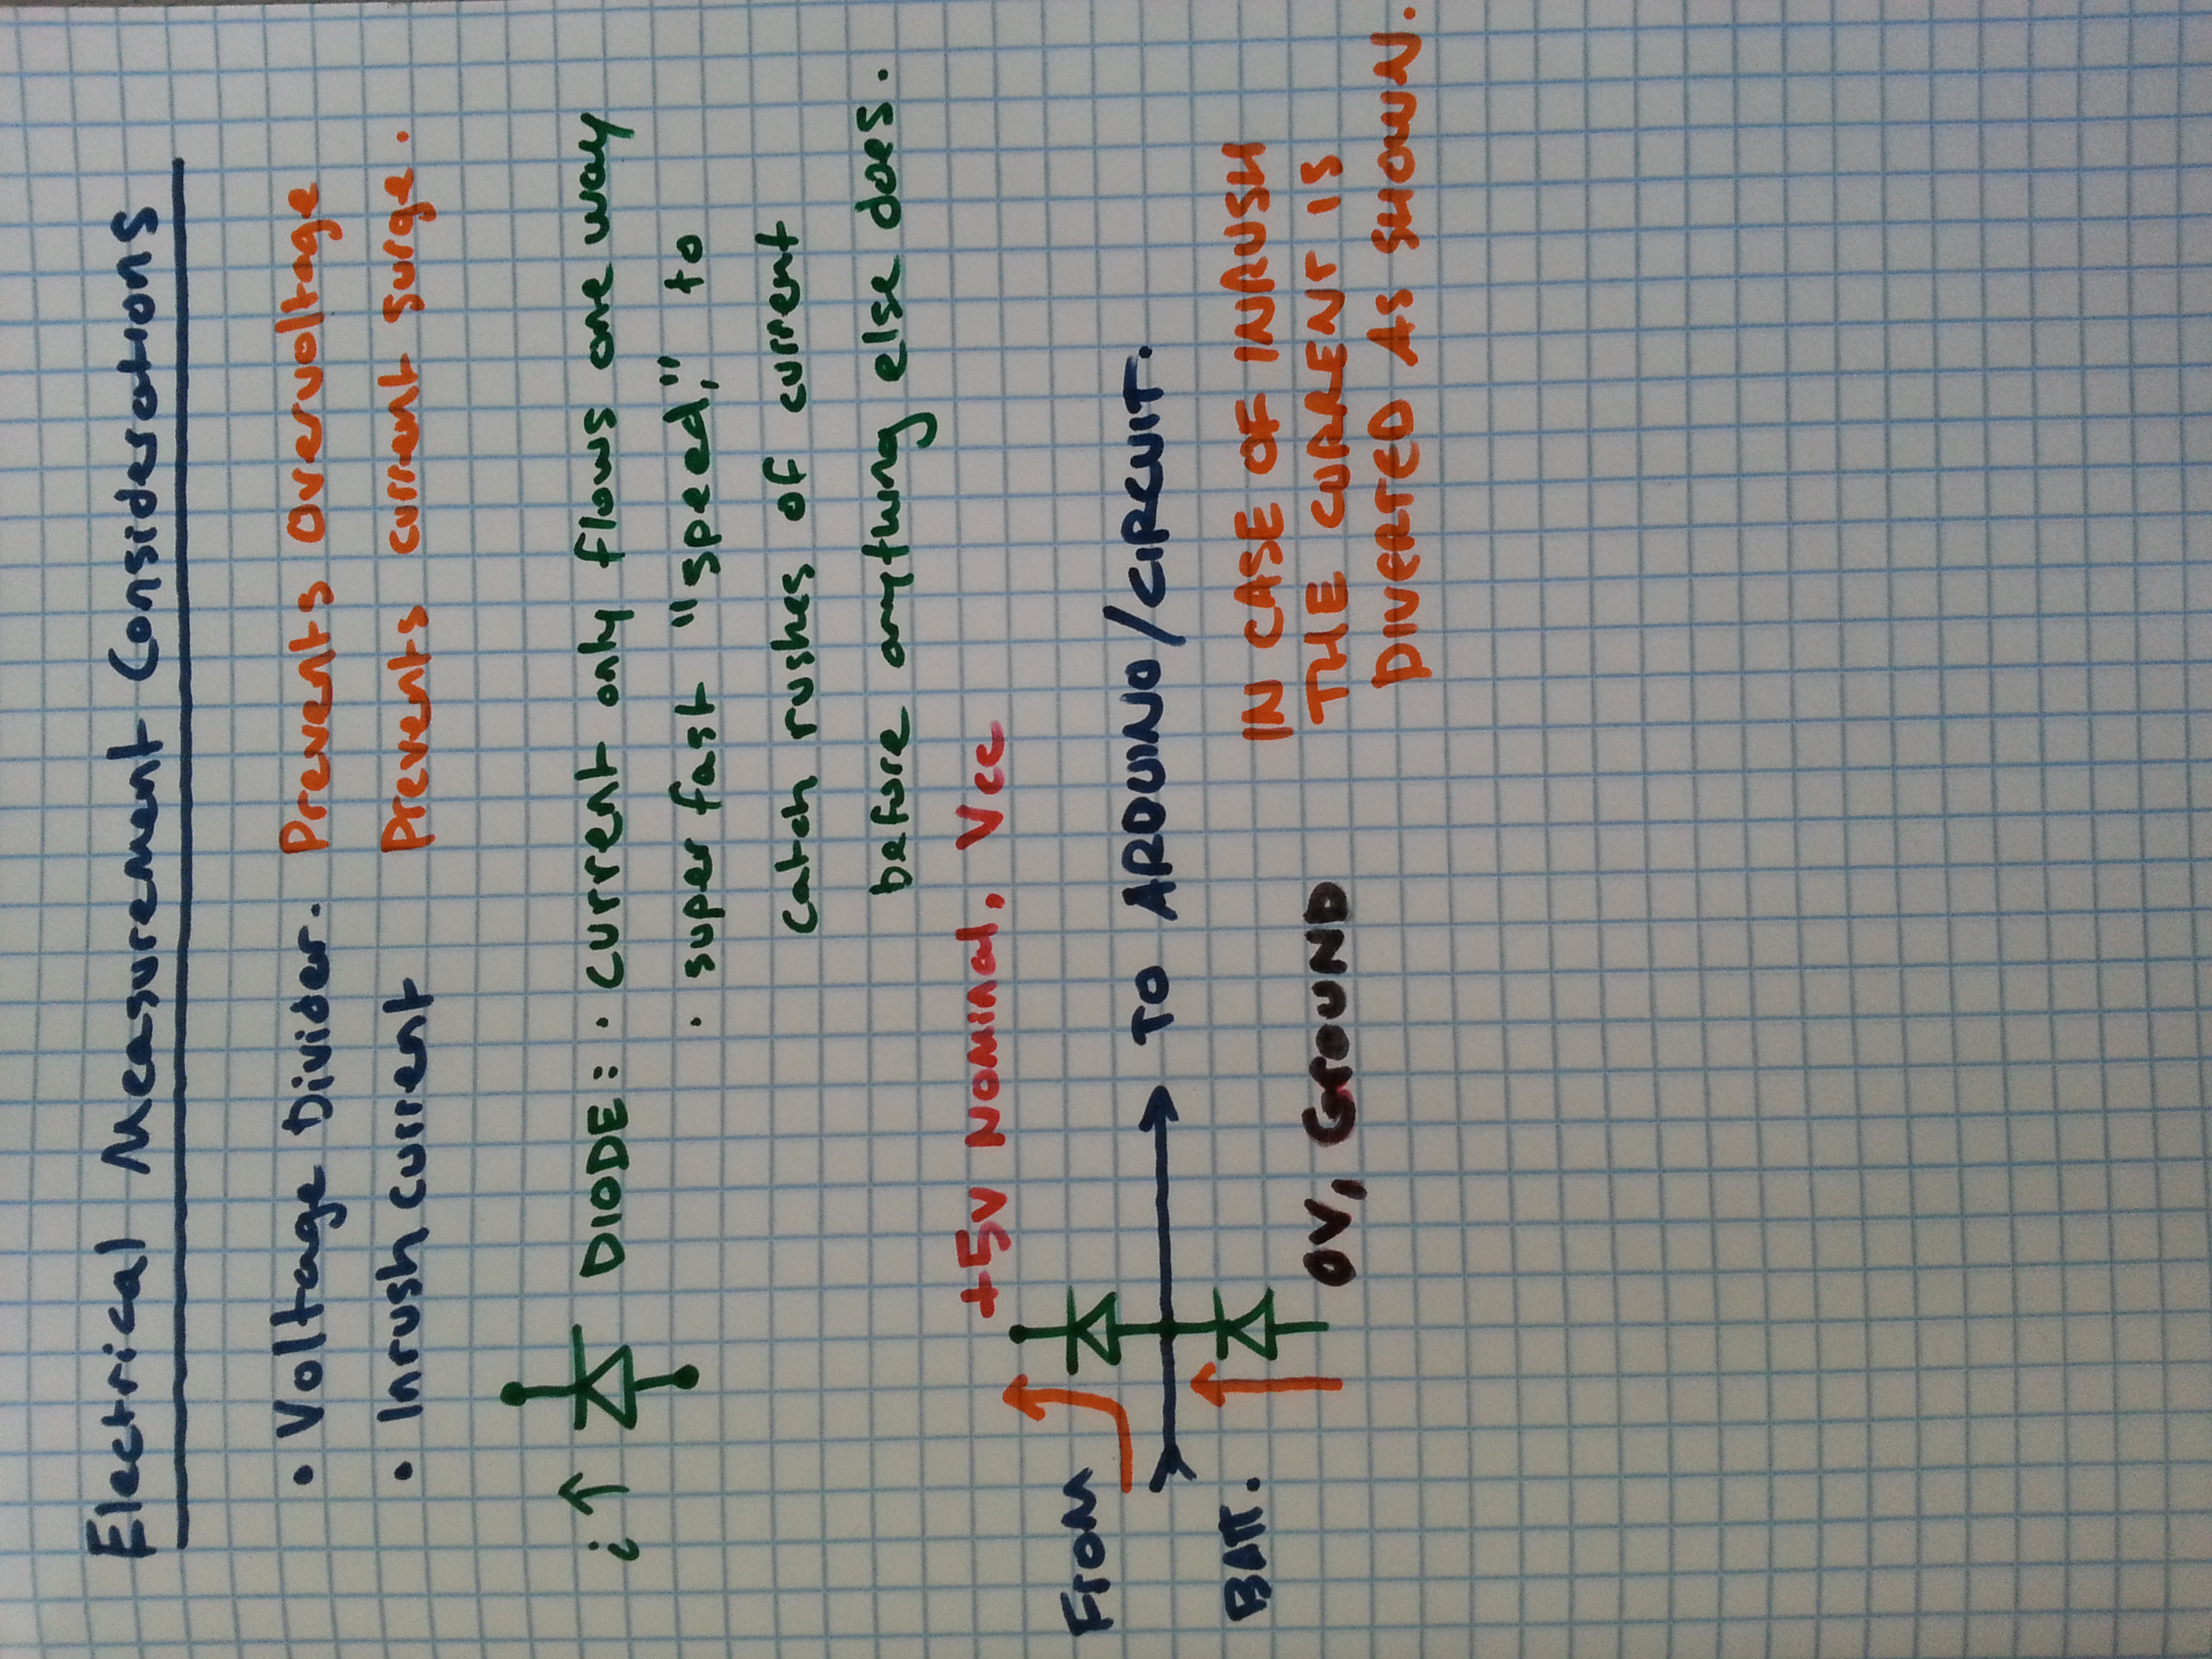 Electrical Measurement Considerations
• Voltage Divider. Prevents Overvoltage
• Inrush current Prevents current surge.
i ↑ DIODE: • current only flows one way
• super fast "speed," to
catch rushes of current
before anything else does.
+5v Nominal, Vcc
From
TO ARDUINO/CIRCUIT.
BATT.
0V, GROUND
IN CASE OF INRUSH
THE CURRENT IS
DIVERTED AS SHOWN.